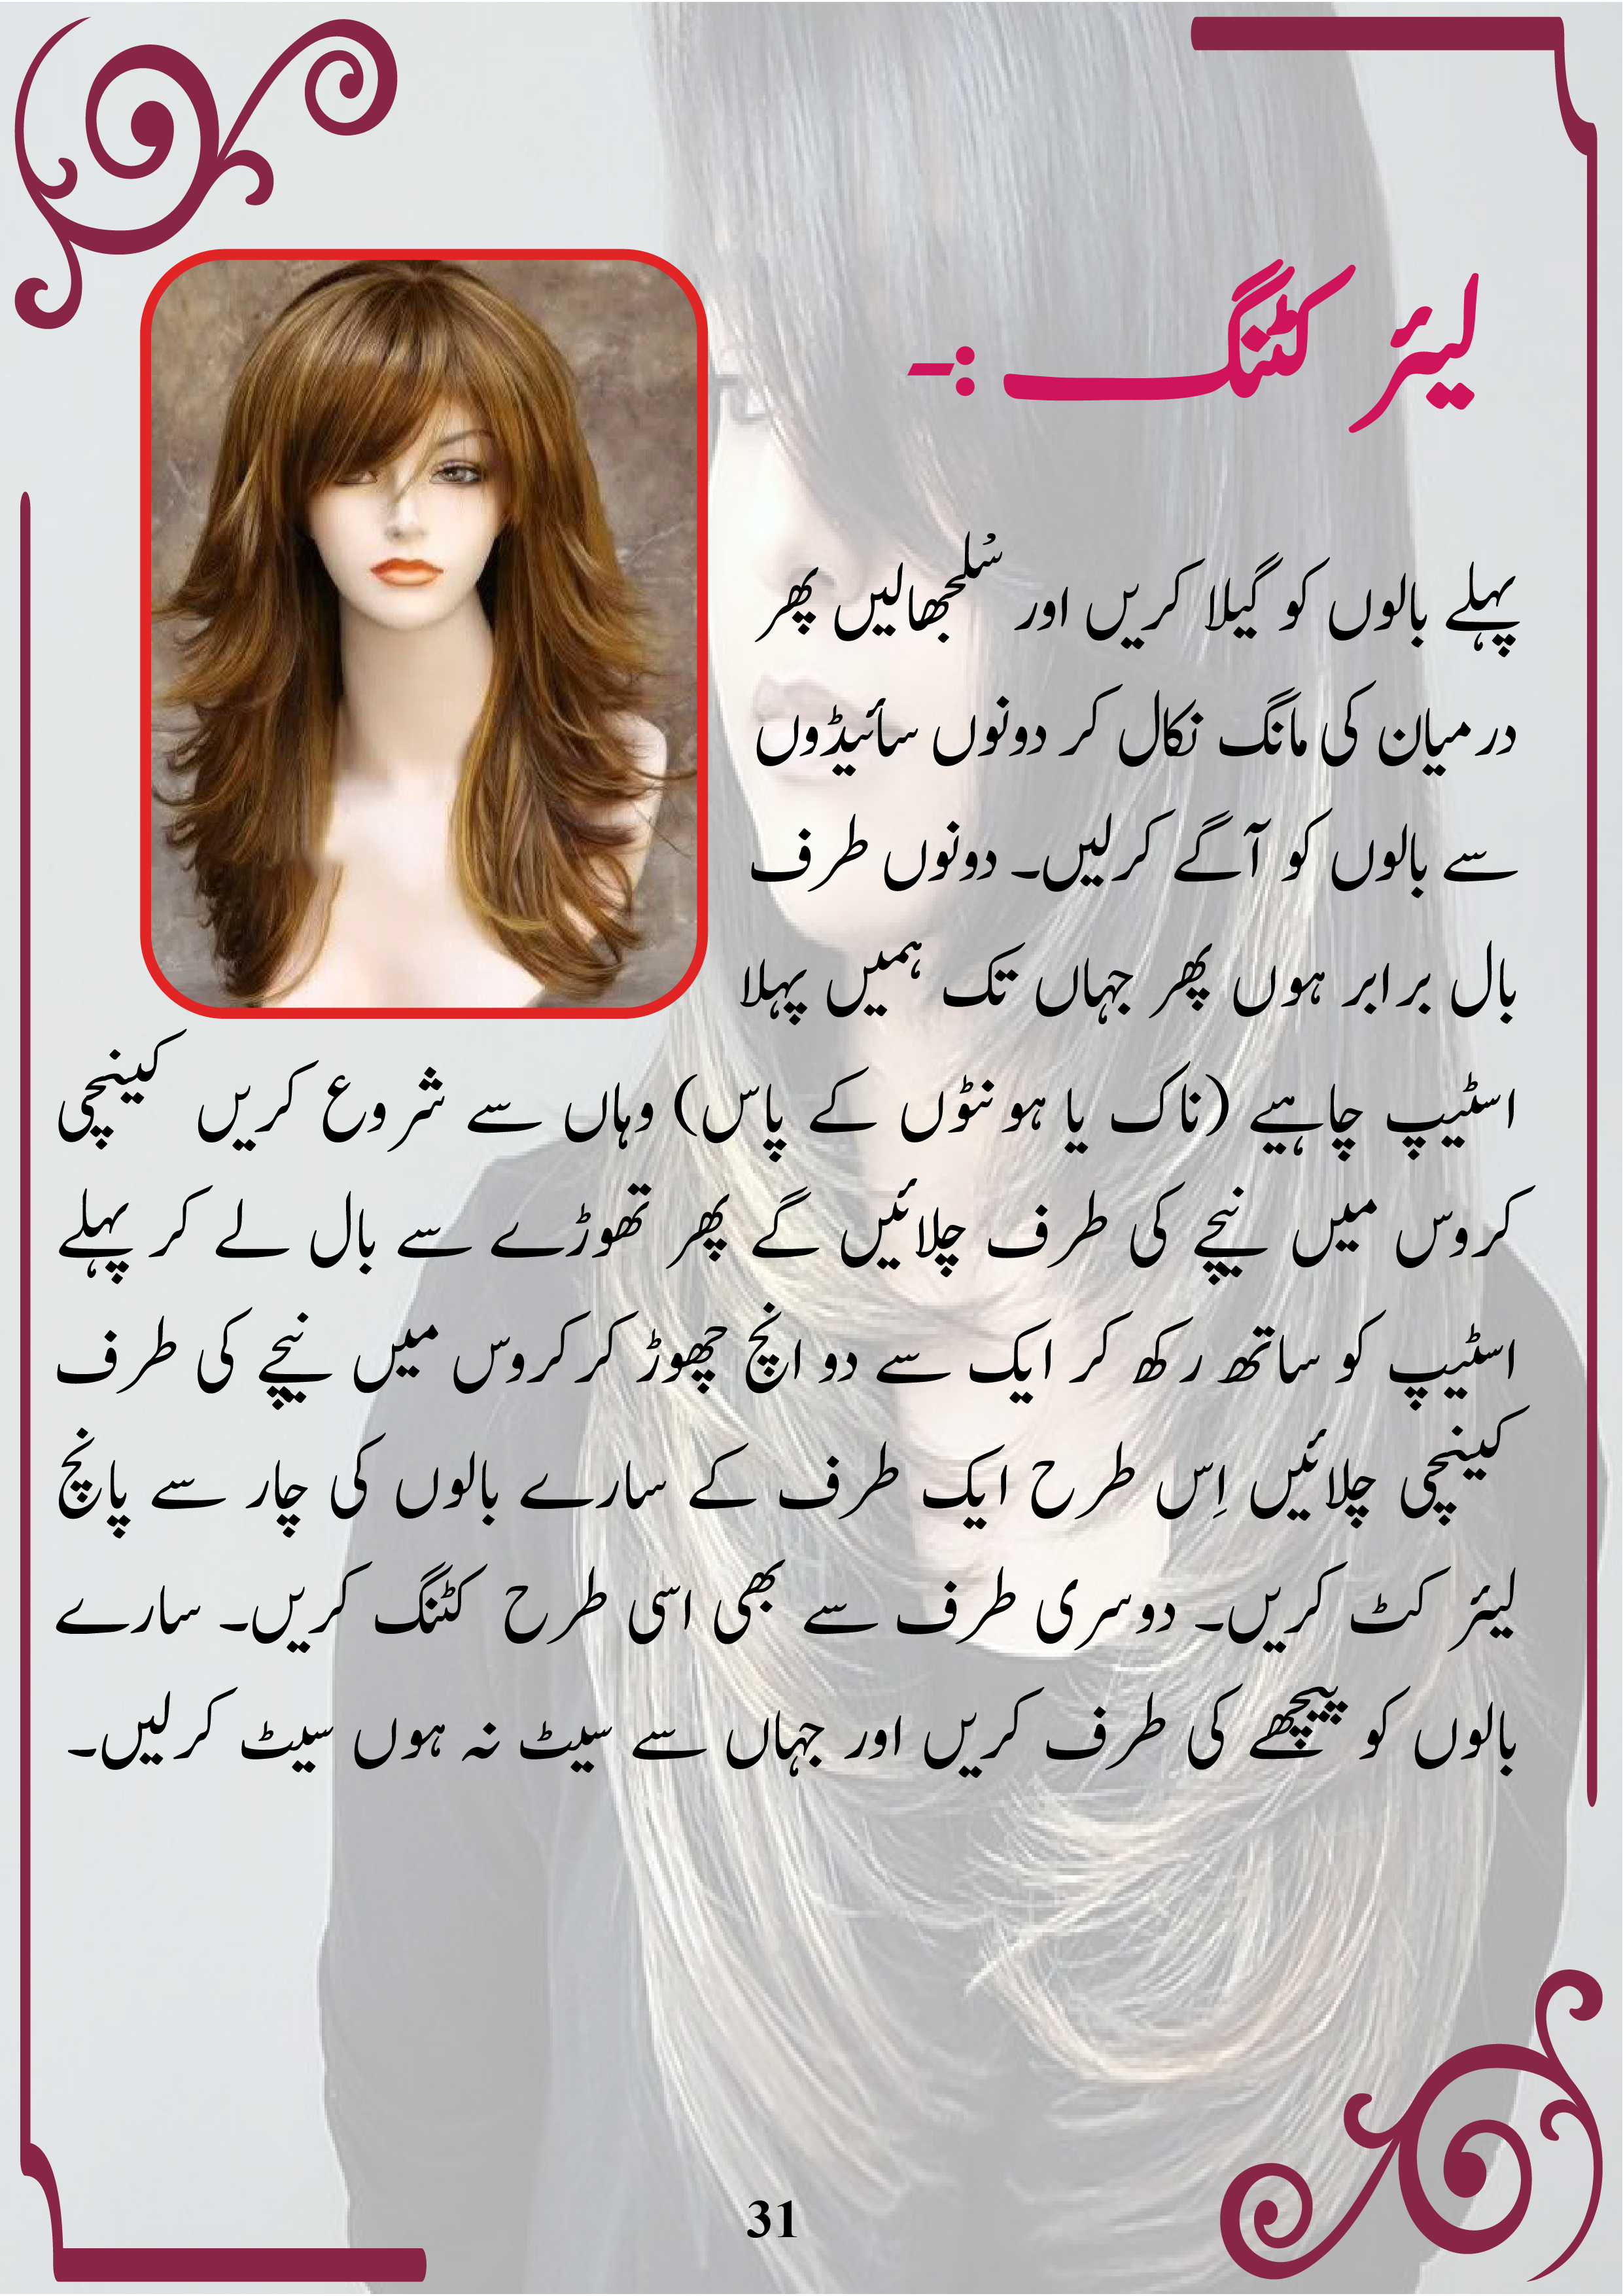 لیئر کٹنگ :-
پہلے بالوں کو گیلا کریں اور سُلجھالیں پھر
درمیان کی مانگ نکال کر دونوں سائیڈوں
سے بالوں کو آگے کرلیں۔ دونوں طرف
بال برابر ہوں پھر جہاں تک ہمیں پہلا
اسٹیپ چاہیے (ناک یا ہونٹوں کے پاس) وہاں سے شروع کریں کینچی
کروس میں نیچے کی طرف چلائیں گے پھر تھوڑے سے بال لے کر پہلے
اسٹیپ کو ساتھ رکھ کر ایک سے دو انچ چھوڑ کر کروس میں نیچے کی طرف
کینچی چلائیں اِس طرح ایک طرف کے سارے بالوں کی چار سے پانچ
لیئر کٹ کریں۔ دوسری طرف سے بھی اسی طرح کٹنگ کریں۔ سارے
بالوں کو پیچھے کی طرف کریں اور جہاں سے سیٹ نہ ہوں سیٹ کرلیں۔
31